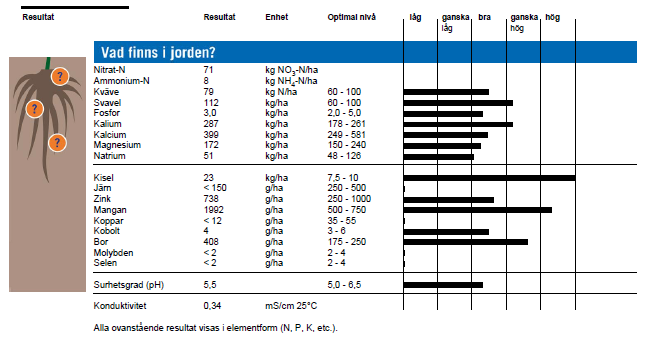 Resultat Resultat Enhet Optimal nivå låg ganska låg bra ganska hög hög
Vad finns i jorden?
Nitrat-N 71 kg NO3-N/ha
Ammonium-N 8 kg NH4-N/ha
Kväve 79 kg N/ha 60 - 100
Svavel 112 kg/ha 60 - 100
Fosfor 3,0 kg/ha 2,0 - 5,0
Kalium 287 kg/ha 178 - 261
Kalcium 399 kg/ha 249 - 581
Magnesium 172 kg/ha 150 - 240
Natrium 51 kg/ha 48 - 126
Kisel 23 kg/ha 7,5 - 10
Järn < 150 g/ha 250 - 500
Zink 738 g/ha 250 - 1000
Mangan 1992 g/ha 500 - 750
Koppar < 12 g/ha 35 - 55
Kobolt 4 g/ha 3 - 6
Bor 408 g/ha 175 - 250
Molybden < 2 g/ha 2 - 4
Selen < 2 g/ha 2 - 4
Surhetsgrad (pH) 5,5 5,0 - 6,5
Konduktivitet 0,34 mS/cm 25°C
Alla ovanstående resultat visas i elementform (N, P, K, etc.).
?
?
?